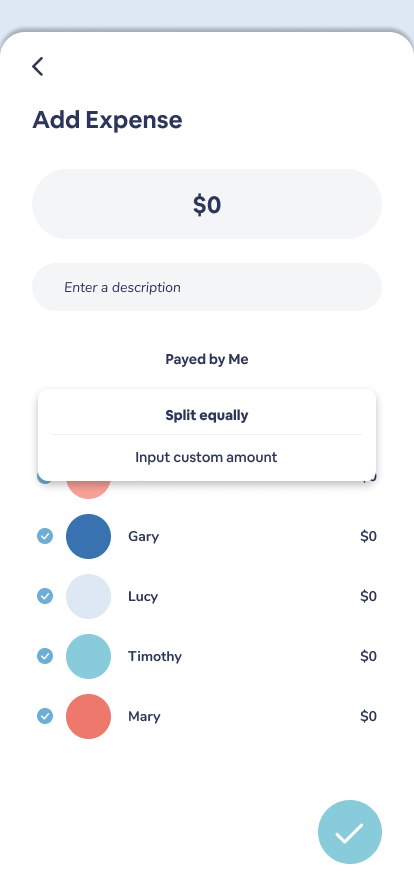 Add Expense
$0
Enter a description
Payed by Me
Split equally
Input custom amount
Gary $0
Lucy $0
Timothy $0
Mary $0